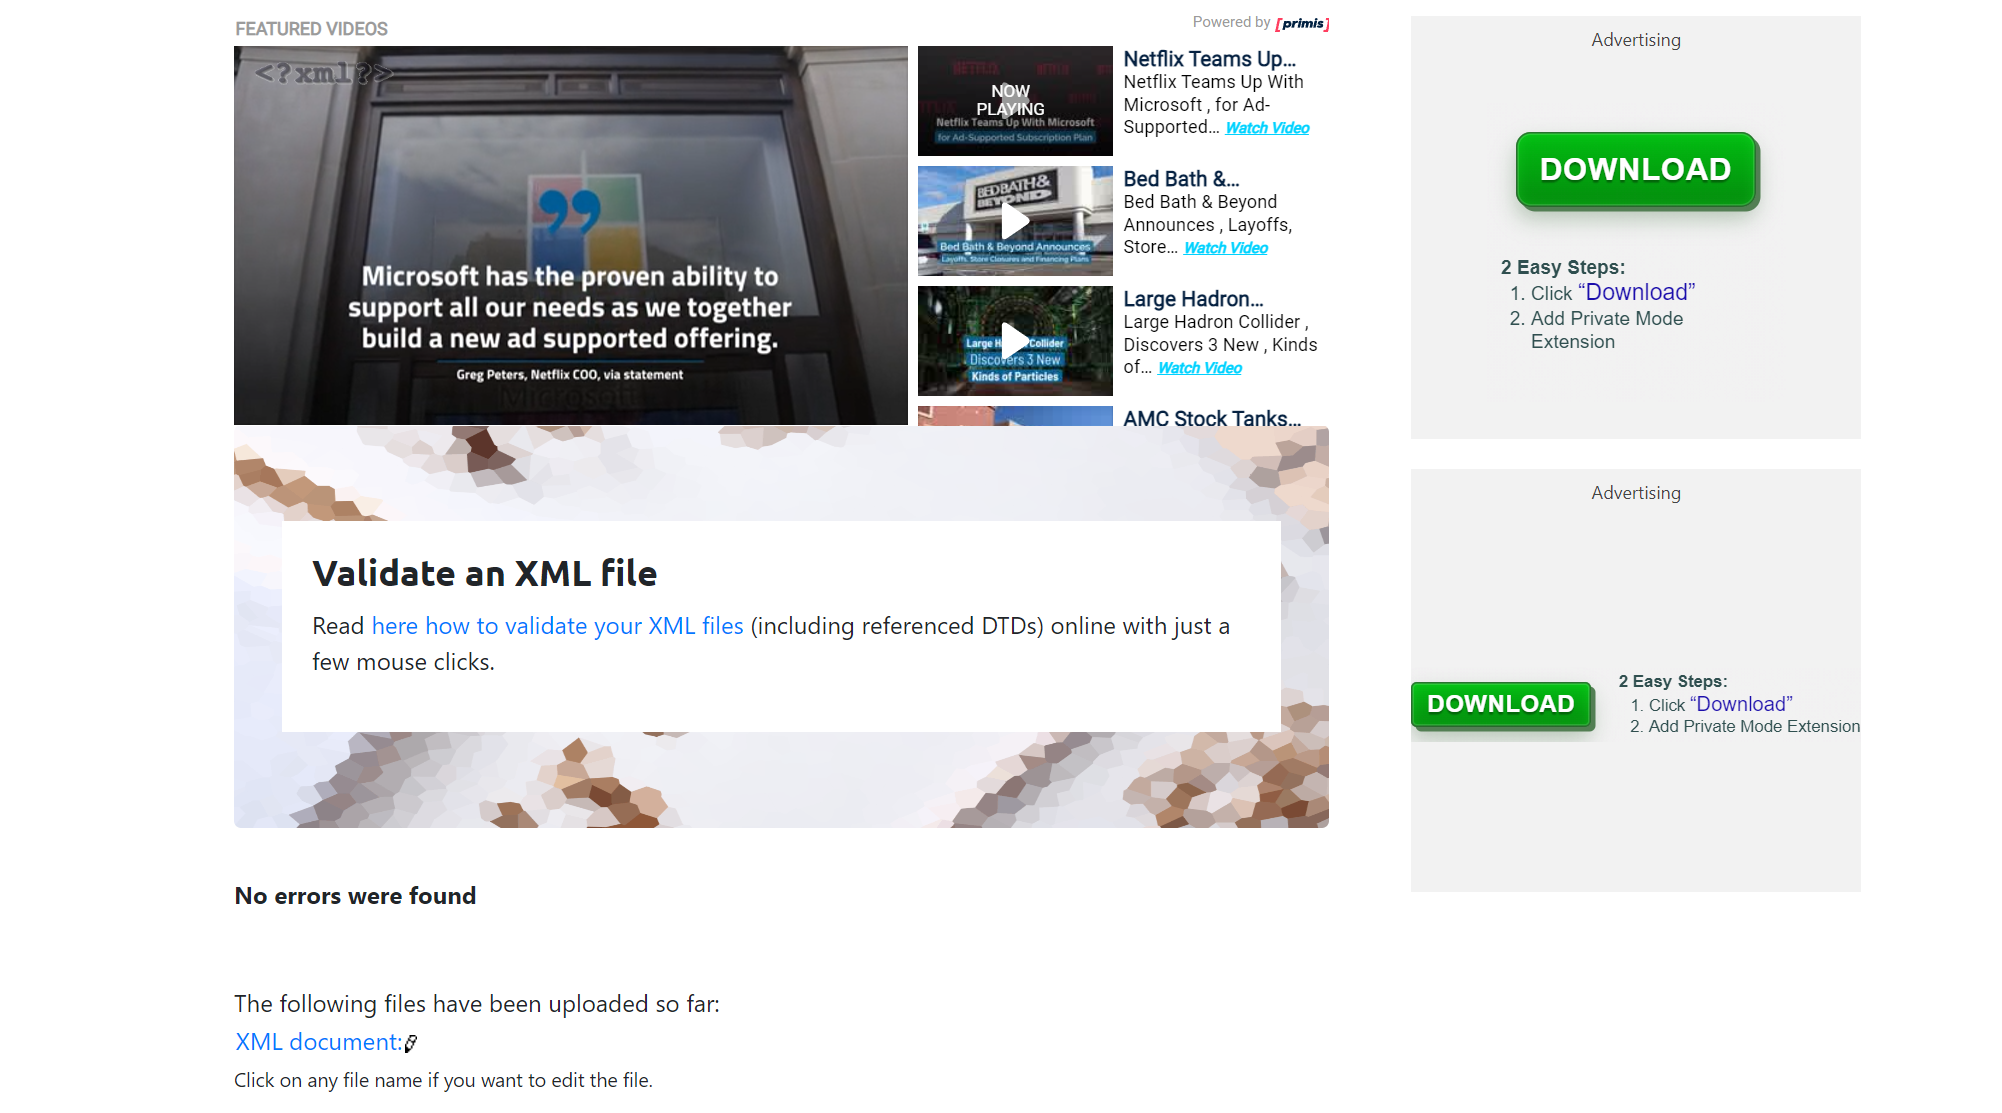 FEATURED VIDEOS
Powered by [primis]
<?xml?>
Microsoft has the proven ability to
support all our needs as we together
build a new ad supported offering.
Greg Peters, Netflix COO, via statement
Microsoft
NETFLIX
NOW
PLAYING
Netflix Teams Up With Microsoft
for Ad-Supported Subscription Plan
Netflix Teams Up...
Netflix Teams Up With
Microsoft , for Ad-
Supported... Watch Video
BED BATH &
BEYOND
Bed Bath & Beyond Announces
Layoffs, Store Closures and Financing Plans
Bed Bath &...
Bed Bath & Beyond
Announces , Layoffs,
Store... Watch Video
Large Hadron Collider
Discovers 3 New
Kinds of Particles
Large Hadron...
Large Hadron Collider ,
Discovers 3 New , Kinds
of... Watch Video
AMC Stock Tanks...
Validate an XML file
Read here how to validate your XML files (including referenced DTDs) online with just a
few mouse clicks.
No errors were found
The following files have been uploaded so far:
XML document:
Click on any file name if you want to edit the file.
Advertising
DOWNLOAD
2 Easy Steps:
1. Click “Download”
2. Add Private Mode
Extension
Advertising
DOWNLOAD
2 Easy Steps:
1. Click “Download”
2. Add Private Mode Extension